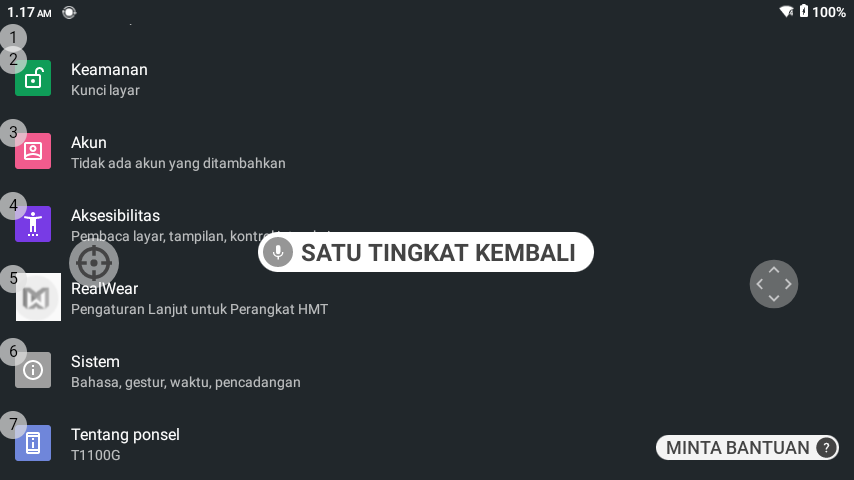 1.17 AM
100%
1
2
Keamanan
Kunci layar
3
Akun
Tidak ada akun yang ditambahkan
4
Aksesibilitas
Pembaca layar, tampilan,
SATU TINGKAT KEMBALI
5
RealWear
Pengaturan Lanjut untuk Perangkat HMT
6
Sistem
Bahasa, gestur, waktu, pencadangan
7
Tentang ponsel
T1100G
MINTA BANTUAN ?